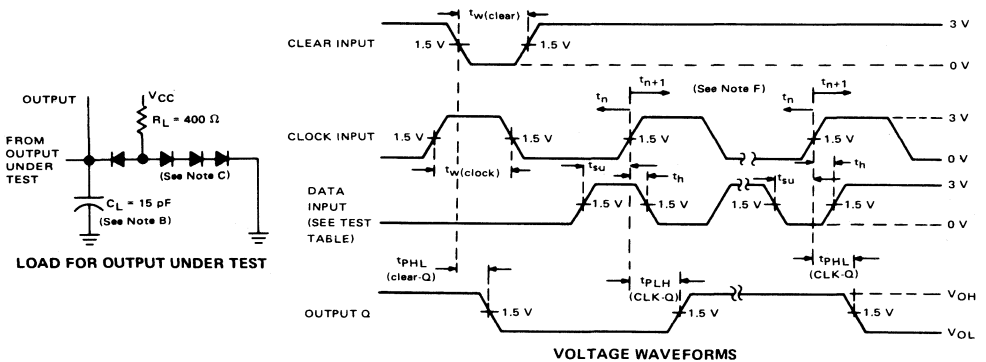 OUTPUT
VCC
RL = 400 Ω
FROM
OUTPUT
UNDER
TEST
(See Note C)
CL = 15 pF
(See Note B)
LOAD FOR OUTPUT UNDER TEST
tw(clear)
3 V
CLEAR INPUT
1.5 V
1.5 V
0 V
tn+1
(See Note F)
tn+1
tn
tn
3 V
CLOCK INPUT
1.5 V
1.5 V
1.5 V
1.5 V
0 V
tw(clock)
tsu
th
tsu
th
3 V
DATA
INPUT
(SEE TEST
TABLE)
1.5 V
1.5 V
1.5 V
1.5 V
0 V
tPHL
(clear-Q)
tPLH
(CLK-Q)
tPHL
(CLK-Q)
VOH
OUTPUT Q
1.5 V
1.5 V
1.5 V
VOL
VOLTAGE WAVEFORMS